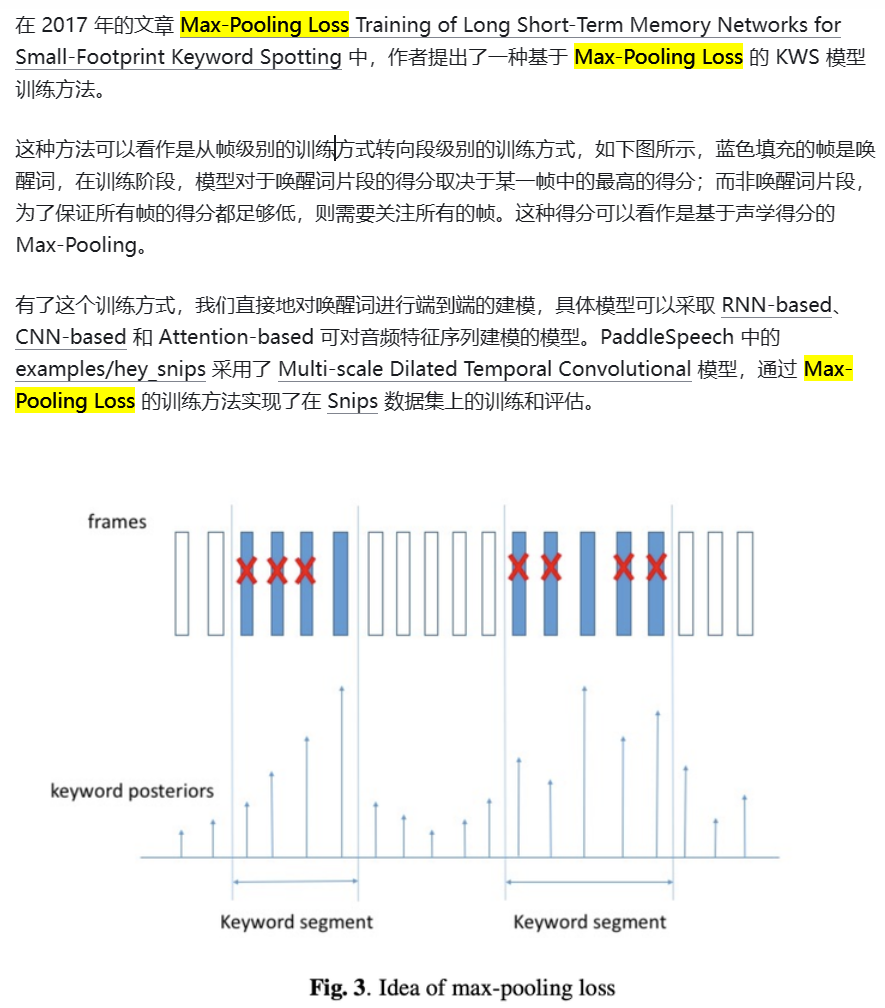 在 2017 年的文章 Max-Pooling Loss Training of Long Short-Term Memory Networks for
Small-Footprint Keyword Spotting 中，作者提出了一种基于 Max-Pooling Loss 的 KWS 模型
训练方法。
这种方法可以看作是从帧级别的训练方式转向段级别的训练方式，如下图所示，蓝色填充的帧是唤
醒词，在训练阶段，模型对于唤醒词片段的得分取决于某一帧中的最高的得分；而非唤醒词片段，
为了保证所有帧的得分都足够低，则需要关注所有的帧。这种得分可以看作是基于声学得分的
Max-Pooling。
有了这个训练方式，我们直接地对唤醒词进行端到端的建模，具体模型可以采取 RNN-based、
CNN-based 和 Attention-based 可对音频特征序列建模的模型。PaddleSpeech 中的
examples/hey_snips 采用了 Multi-scale Dilated Temporal Convolutional 模型，通过 Max-
Pooling Loss 的训练方法实现了在 Snips 数据集上的训练和评估。
frames
keyword posteriors
Keyword segment
Keyword segment
Fig. 3. Idea of max-pooling loss